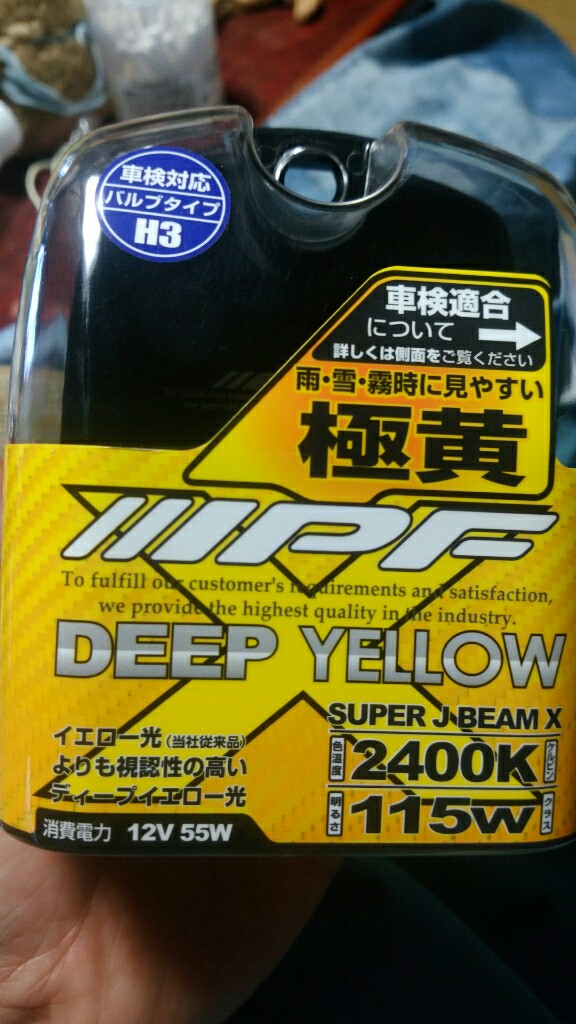 車検対応
バルブタイプ
H3
車検適合
について
詳しくは側面をご覧ください
雨・雪・霧時に見やすい
極黄
IPF
To fulfill our customer's requirements and satisfaction,
we provide the highest quality in the industry.
DEEP YELLOW
SUPER J BEAM X
イエロー光(当社従来品)
よりも視認性の高い
ディープイエロー光
色温度 2400K ケルビン
明るさ 115W クラス
消費電力 12V 55W